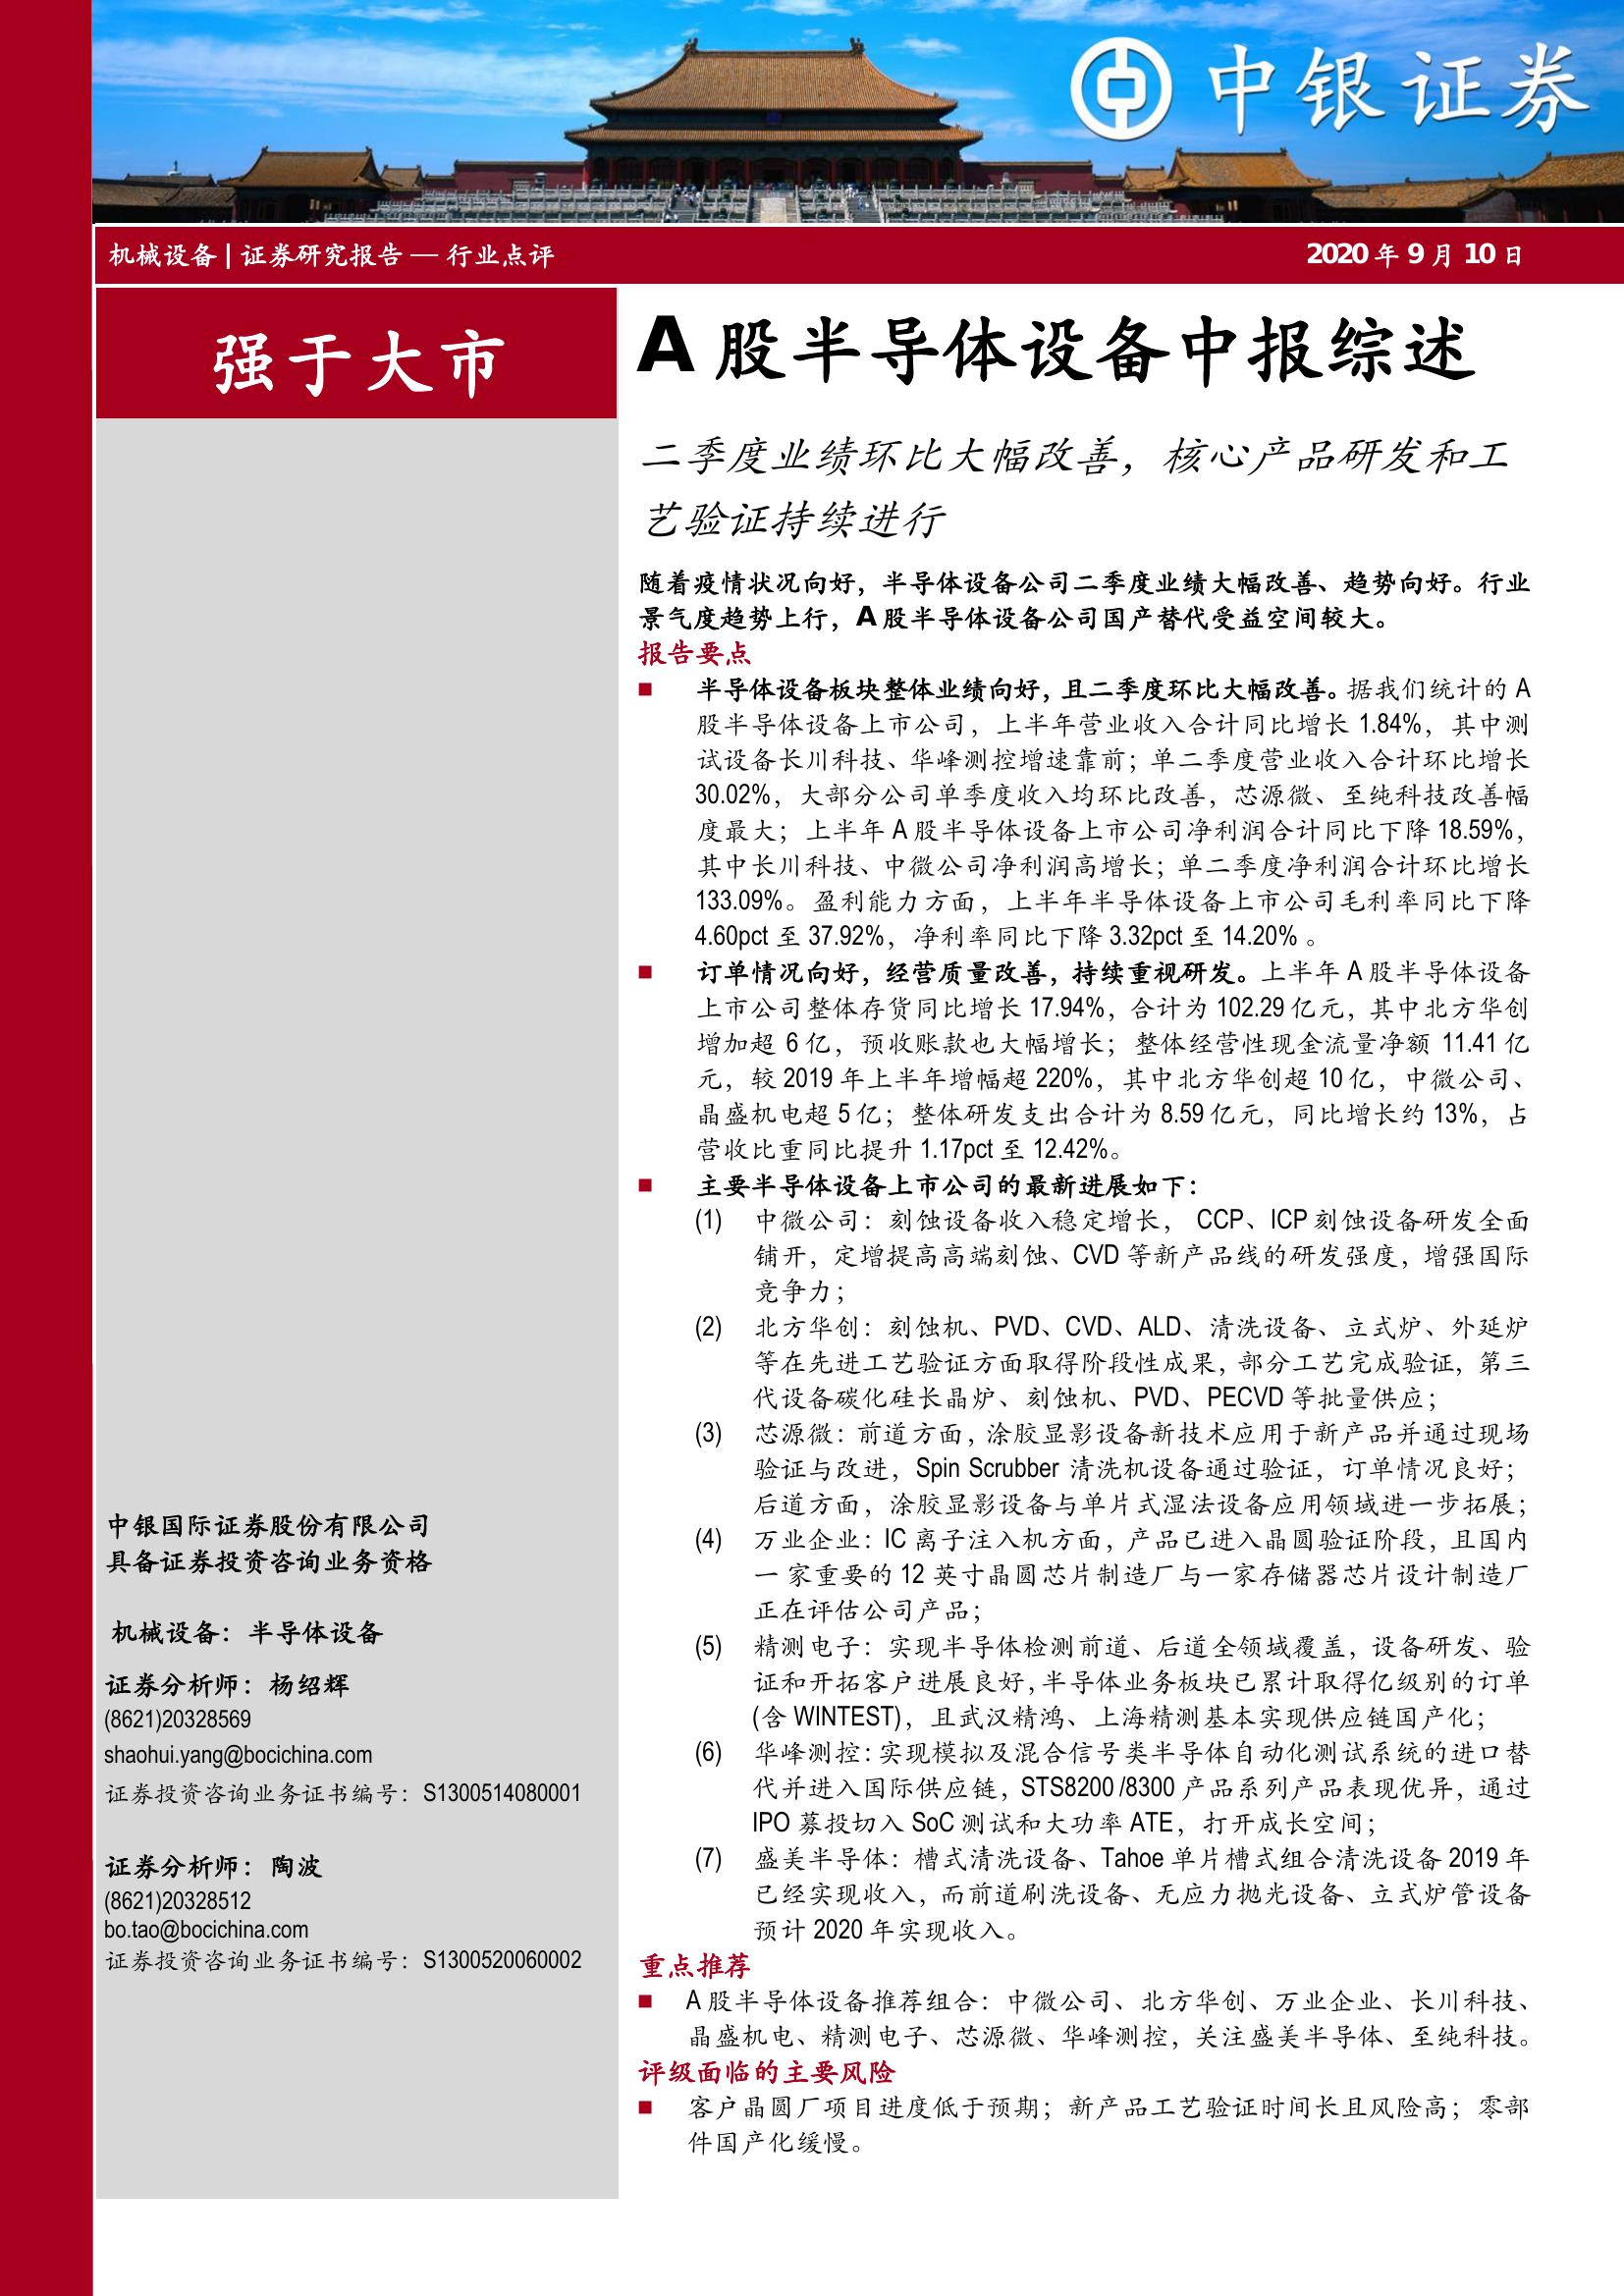 中银证券
机械设备 | 证券研究报告 — 行业点评
2020 年 9 月 10 日
强于大市
A 股半导体设备中报综述
二季度业绩环比大幅改善，核心产品研发和工
艺验证持续进行
随着疫情状况向好，半导体设备公司二季度业绩大幅改善、趋势向好。行业
景气度趋势上行，A 股半导体设备公司国产替代受益空间较大。
报告要点
■ 半导体设备板块整体业绩向好，且二季度环比大幅改善。据我们统计的 A
股半导体设备上市公司，上半年营业收入合计同比增长 1.84%，其中测
试设备长川科技、华峰测控增速靠前；单二季度营业收入合计环比增长
30.02%，大部分公司单季度收入均环比改善，芯源微、至纯科技改善幅
度最大；上半年 A 股半导体设备上市公司净利润合计同比下降 18.59%，
其中长川科技、中微公司净利润高增长；单二季度净利润合计环比增长
133.09%。盈利能力方面，上半年半导体设备上市公司毛利率同比下降
4.60pct 至 37.92%，净利率同比下降 3.32pct 至 14.20% 。
■ 订单情况向好，经营质量改善，持续重视研发。上半年 A 股半导体设备
上市公司整体存货同比增长 17.94%，合计为 102.29 亿元，其中北方华创
增加超 6 亿，预收账款也大幅增长；整体经营性现金流量净额 11.41 亿
元，较 2019 年上半年增幅超 220%，其中北方华创超 10 亿，中微公司、
晶盛机电超 5 亿；整体研发支出合计为 8.59 亿元，同比增长约 13%，占
营收比重同比提升 1.17pct 至 12.42%。
■ 主要半导体设备上市公司的最新进展如下：
(1) 中微公司：刻蚀设备收入稳定增长， CCP、ICP 刻蚀设备研发全面
铺开，定增提高高端刻蚀、CVD 等新产品线的研发强度，增强国际
竞争力；
(2) 北方华创：刻蚀机、PVD、CVD、ALD、清洗设备、立式炉、外延炉
等在先进工艺验证方面取得阶段性成果，部分工艺完成验证，第三
代设备碳化硅长晶炉、刻蚀机、PVD、PECVD 等批量供应；
(3) 芯源微：前道方面，涂胶显影设备新技术应用于新产品并通过现场
验证与改进，Spin Scrubber 清洗机设备通过验证，订单情况良好；
后道方面，涂胶显影设备与单片式湿法设备应用领域进一步拓展；
(4) 万业企业：IC 离子注入机方面，产品已进入晶圆验证阶段，且国内
一家重要的 12 英寸晶圆芯片制造厂与一家存储器芯片设计制造厂
正在评估公司产品；
(5) 精测电子：实现半导体检测前道、后道全领域覆盖，设备研发、验
证和开拓客户进展良好，半导体业务板块已累计取得亿级别的订单
(含 WINTEST)，且武汉精鸿、上海精测基本实现供应链国产化；
(6) 华峰测控：实现模拟及混合信号类半导体自动化测试系统的进口替
代并进入国际供应链，STS8200 /8300 产品系列产品表现优异，通过
IPO 募投切入 SoC 测试和大功率 ATE，打开成长空间；
(7) 盛美半导体：槽式清洗设备、Tahoe 单片槽式组合清洗设备 2019 年
已经实现收入，而前道刷洗设备、无应力抛光设备、立式炉管设备
预计 2020 年实现收入。
重点推荐
■ A 股半导体设备推荐组合：中微公司、北方华创、万业企业、长川科技、
晶盛机电、精测电子、芯源微、华峰测控，关注盛美半导体、至纯科技。
评级面临的主要风险
■ 客户晶圆厂项目进度低于预期；新产品工艺验证时间长且风险高；零部
件国产化缓慢。
中银国际证券股份有限公司
具备证券投资咨询业务资格
机械设备：半导体设备
证券分析师：杨绍辉
(8621)20328569
shaohui.yang@bocichina.com
证券投资咨询业务证书编号：S1300514080001
证券分析师：陶波
(8621)20328512
bo.tao@bocichina.com
证券投资咨询业务证书编号：S1300520060002